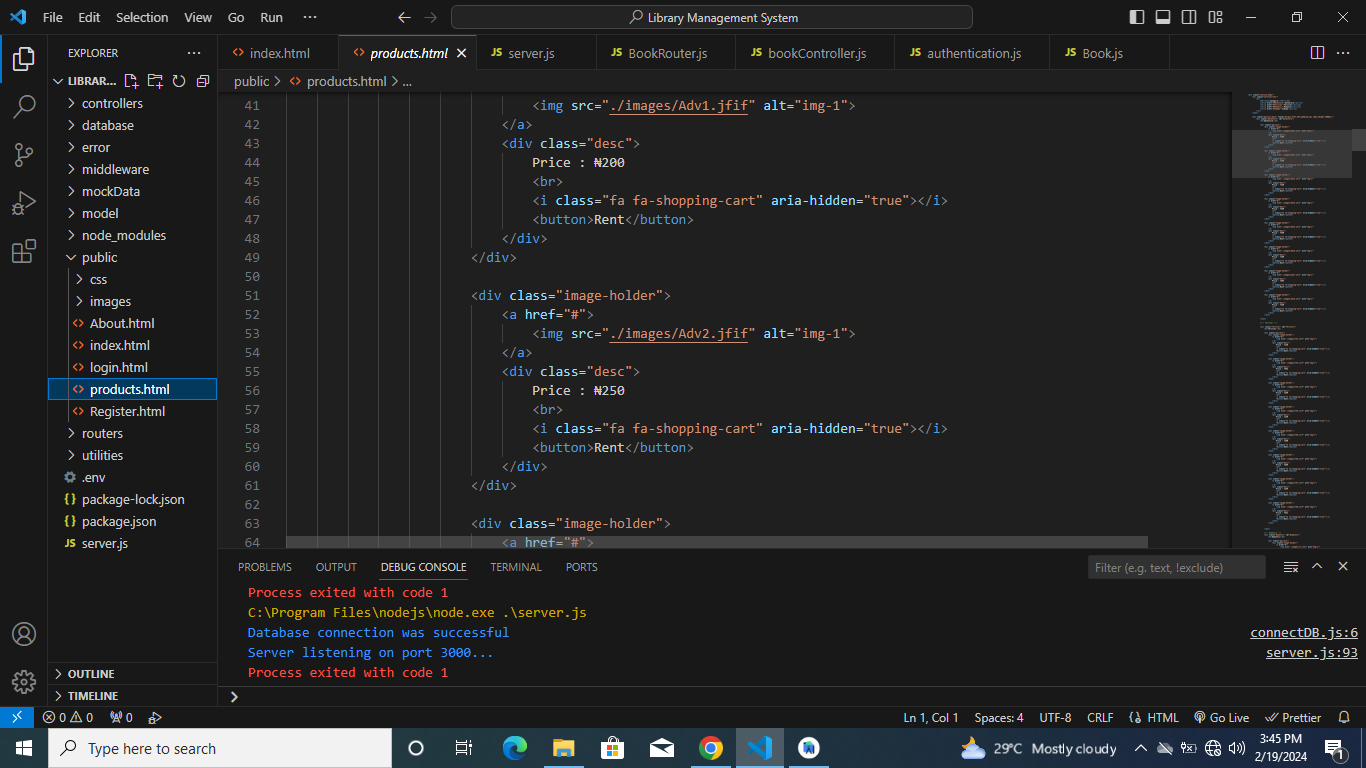 File Edit Selection View Go Run ··· Library Management System
EXPLORER ···
index.html products.html server.js BookRouter.js bookController.js authentication.js Book.js
LIBRAR...
public > products.html > ...
controllers
database
error
middleware
mockData
model
node_modules
public
css
images
About.html
index.html
login.html
products.html
Register.html
routers
utilities
.env
package-lock.json
package.json
server.js
OUTLINE
TIMELINE
41 <img src="./images/Adv1.jfif" alt="img-1">
42 </a>
43 <div class="desc">
44 Price : ₦200
45 <br>
46 <i class="fa fa-shopping-cart" aria-hidden="true"></i>
47 <button>Rent</button>
48 </div>
49 </div>
50
51 <div class="image-holder">
52 <a href="#">
53 <img src="./images/Adv2.jfif" alt="img-1">
54 </a>
55 <div class="desc">
56 Price : ₦250
57 <br>
58 <i class="fa fa-shopping-cart" aria-hidden="true"></i>
59 <button>Rent</button>
60 </div>
61 </div>
62
63 <div class="image-holder">
64 <a href="#">
PROBLEMS OUTPUT DEBUG CONSOLE TERMINAL PORTS Filter (e.g. text, !exclude)
Process exited with code 1
C:\Program Files\nodejs\node.exe .\server.js
Database connection was successful connectDB.js:6
Server listening on port 3000... server.js:93
Process exited with code 1
0 0 0 Ln 1, Col 1 Spaces: 4 UTF-8 CRLF HTML Go Live Prettier
Type here to search 29°C Mostly cloudy 3:45 PM
2/19/2024 1